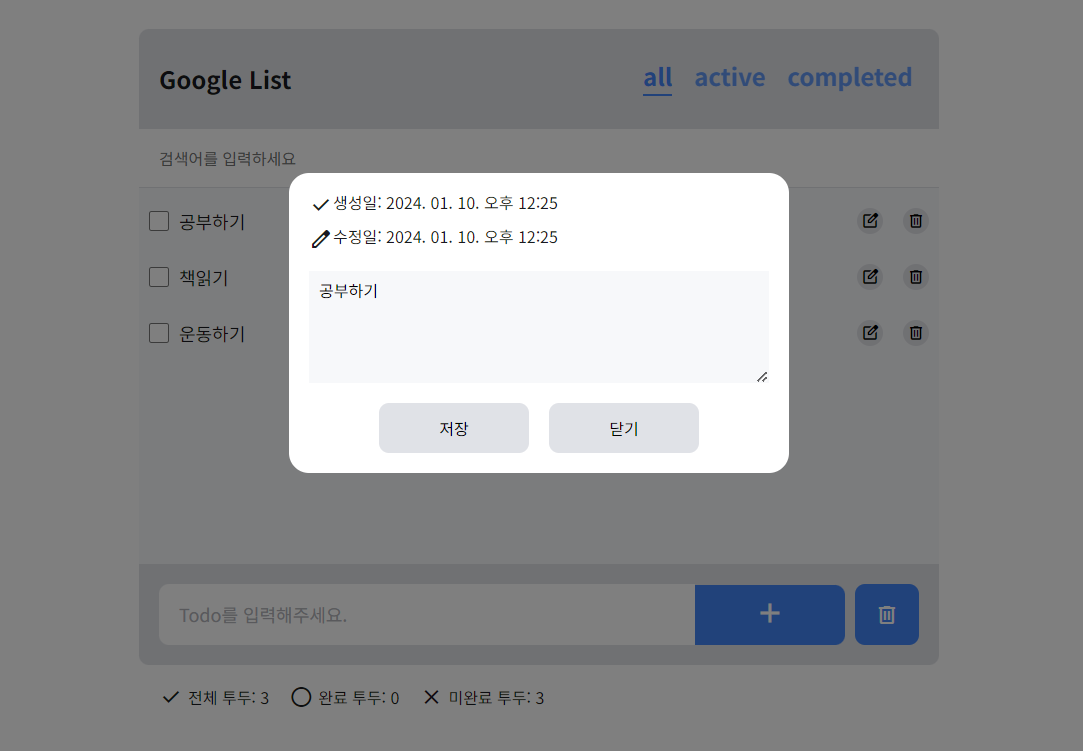 Google List
all active completed
검색어를 입력하세요
생성일: 2024. 01. 10. 오후 12:25
수정일: 2024. 01. 10. 오후 12:25
공부하기
저장 닫기
공부하기
책읽기
운동하기
Todo를 입력해주세요.
전체 투두: 3 완료 투두: 0 미완료 투두: 3